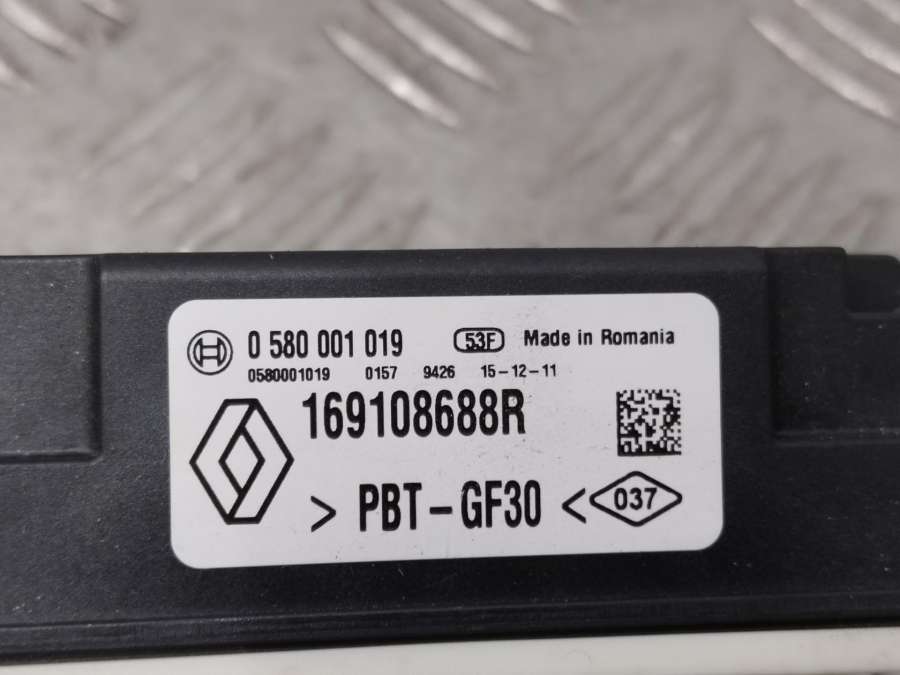 0 580 001 019 53F Made in Romania
0580001019 0157 9426 15-12-11
169108688R
> PBT-GF30 < 037